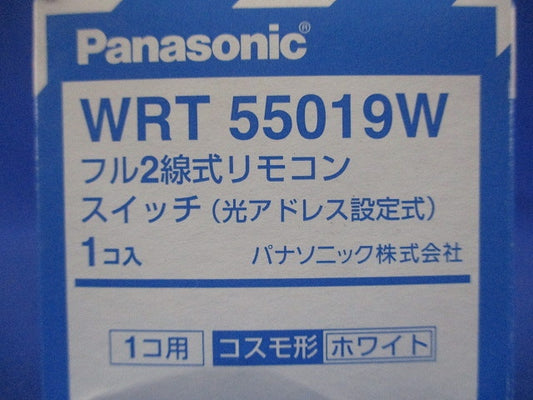 Panasonic®
WRT 55019W
フル2線式リモコン
スイッチ（光アドレス設定式）
1コ入 パナソニック株式会社
1コ用 コスモ形 ホワイト